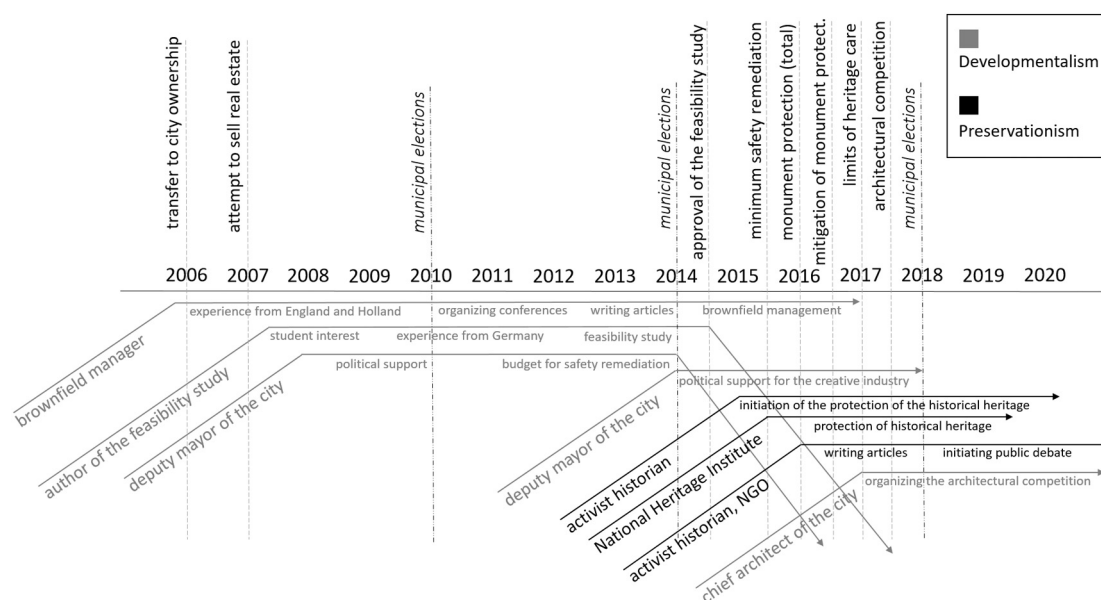 transfer to city ownership
attempt to sell real estate
municipal elections
municipal elections
approval of the feasibility study
minimum safety remediation
monument protection (total)
mitigation of monument protect.
limits of heritage care
architectural competition
municipal elections
Developmentalism
Preservationism
2006 2007 2008 2009 2010 2011 2012 2013 2014 2015 2016 2017 2018 2019 2020
brownfield manager
experience from England and Holland
organizing conferences
writing articles
brownfield management
author of the feasibility study
student interest
experience from Germany
feasibility study
deputy mayor of the city
political support
budget for safety remediation
deputy mayor of the city
political support for the creative industry
activist historian
initiation of the protection of the historical heritage
National Heritage Institute
protection of historical heritage
activist historian, NGO
writing articles
initiating public debate
chief architect of the city
organizing the architectural competition